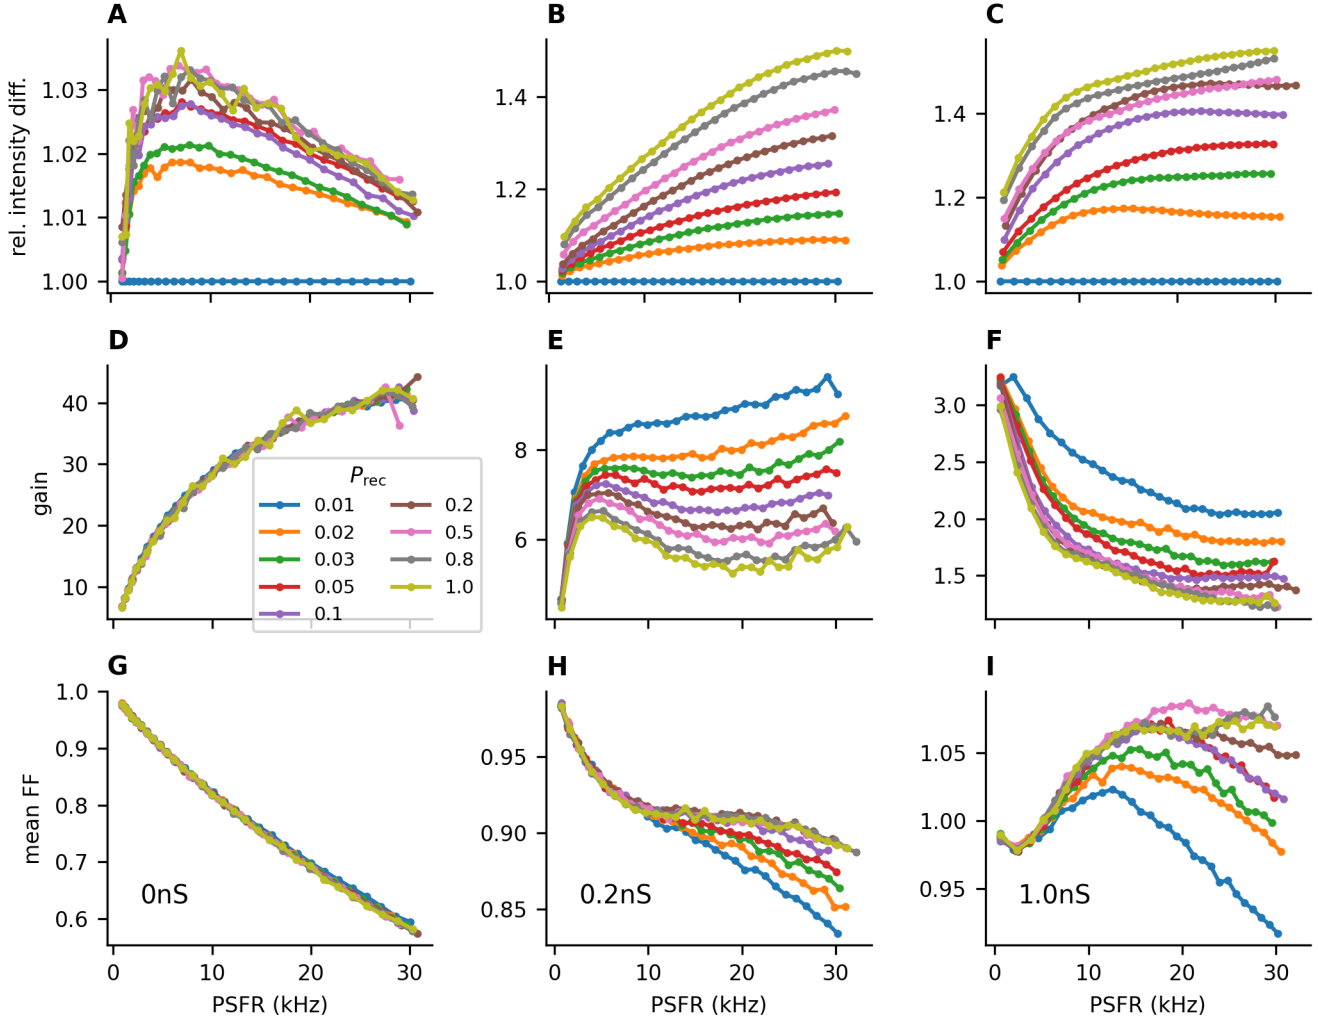 A
B
C
rel. intensity diff.
1.03
1.02
1.01
1.00
1.4
1.2
1.0
1.4
1.2
1.0
D
E
F
gain
40
30
20
10
8
6
3.0
2.5
2.0
1.5
P_rec
0.01 0.2
0.02 0.5
0.03 0.8
0.05 1.0
0.1
G
H
I
mean FF
1.0
0.9
0.8
0.7
0.6
0.95
0.90
0.85
1.05
1.00
0.95
0nS
0.2nS
1.0nS
0 10 20 30
0 10 20 30
0 10 20 30
PSFR (kHz)
PSFR (kHz)
PSFR (kHz)